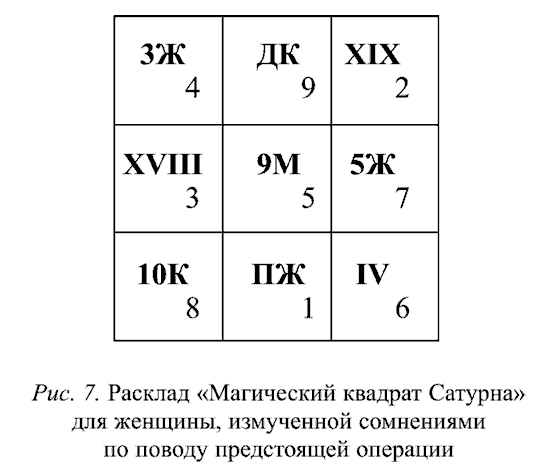 3Ж ДК XIX
4 9 2
XVIII 9М 5Ж
3 5 7
10К ПЖ IV
8 1 6
Рис. 7. Расклад «Магический квадрат Сатурна»
для женщины, измученной сомнениями
по поводу предстоящей операции